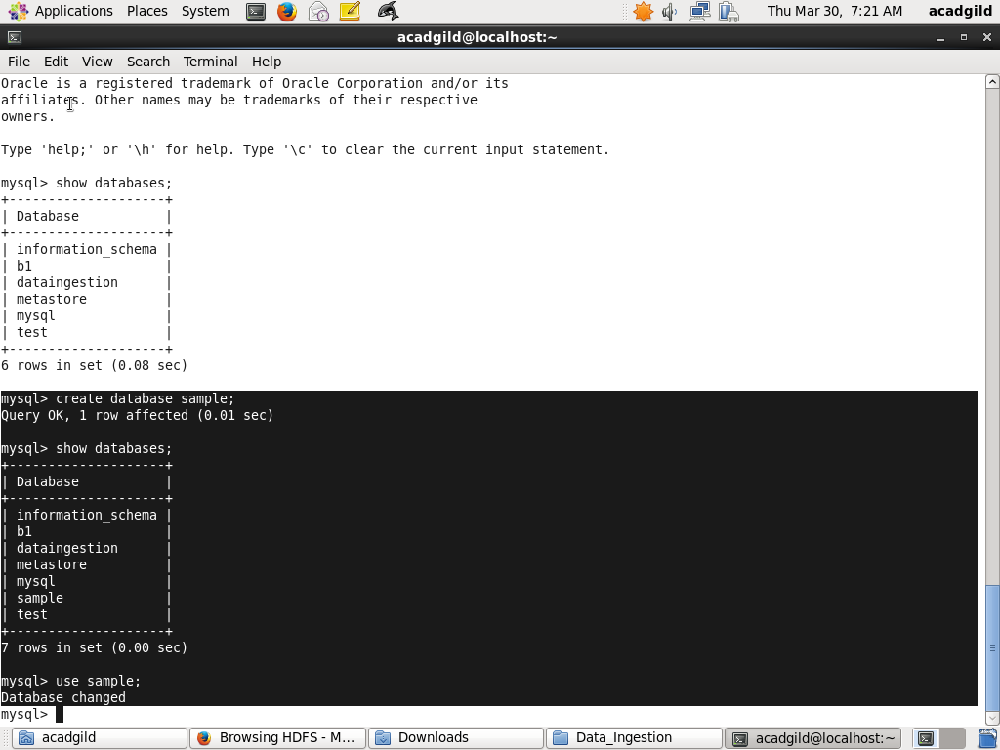 Applications Places System Thu Mar 30, 7:21 AM acadgild
acadgild@localhost:~
File Edit View Search Terminal Help
Oracle is a registered trademark of Oracle Corporation and/or its
affiliates. Other names may be trademarks of their respective
owners.
Type 'help;' or '\h' for help. Type '\c' to clear the current input statement.
mysql> show databases;
+--------------------+
| Database           |
+--------------------+
| information_schema |
| b1                 |
| dataingestion      |
| metastore          |
| mysql              |
| test               |
+--------------------+
6 rows in set (0.08 sec)
mysql> create database sample;
Query OK, 1 row affected (0.01 sec)
mysql> show databases;
+--------------------+
| Database           |
+--------------------+
| information_schema |
| b1                 |
| dataingestion      |
| metastore          |
| mysql              |
| sample             |
| test               |
+--------------------+
7 rows in set (0.00 sec)
mysql> use sample;
Database changed
mysql>
acadgild Browsing HDFS - M... Downloads Data_Ingestion acadgild@localhost:~